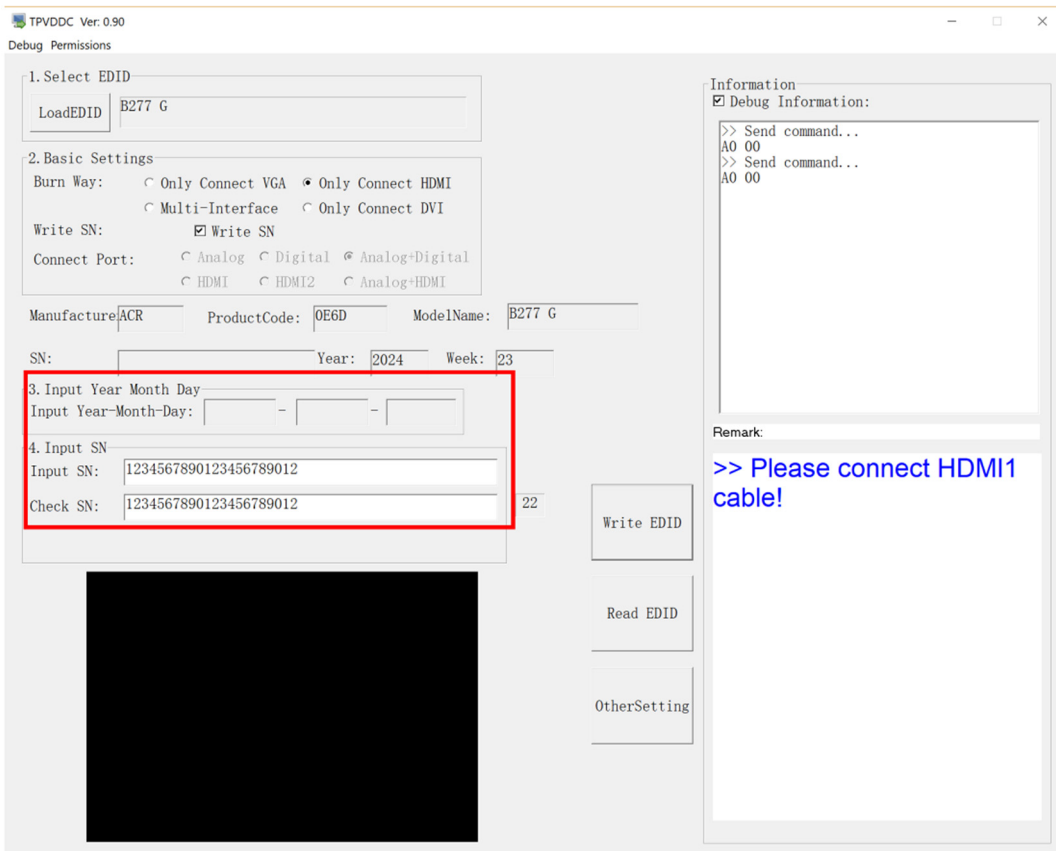 TPVDDC Ver: 0.90
Debug Permissions
1. Select EDID
LoadEDID B277 G
2. Basic Settings
Burn Way: Only Connect VGA Only Connect HDMI
Multi-Interface Only Connect DVI
Write SN: Write SN
Connect Port: Analog Digital Analog+Digital
HDMI HDMI2 Analog+HDMI
Manufacture ACR ProductCode: 0E6D ModelName: B277 G
SN: Year: 2024 Week: 23
3. Input Year Month Day
Input Year-Month-Day: - -
4. Input SN
Input SN: 1234567890123456789012
Check SN: 1234567890123456789012 22
Write EDID
Read EDID
OtherSetting
Information
Debug Information:
>> Send command...
A0 00
>> Send command...
A0 00
Remark:
>> Please connect HDMI1
cable!